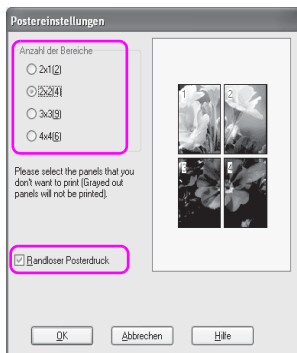 Postereinstellungen
Anzahl der Bereiche
2x1(2)
2x2(4)
3x3(9)
4x4(6)
Please select the panels that you
don't want to print (Grayed out
panels will not be printed).
1 2
3 4
Randloser Posterdruck
OK Abbrechen Hilfe